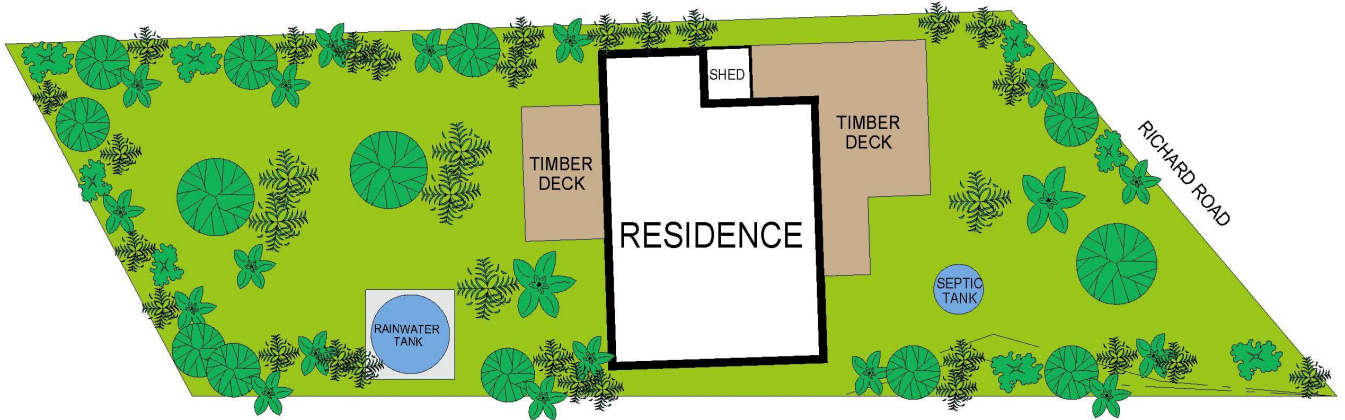 SHED
TIMBER
DECK
RICHARD ROAD
TIMBER
DECK
RESIDENCE
SEPTIC
TANK
RAINWATER
TANK